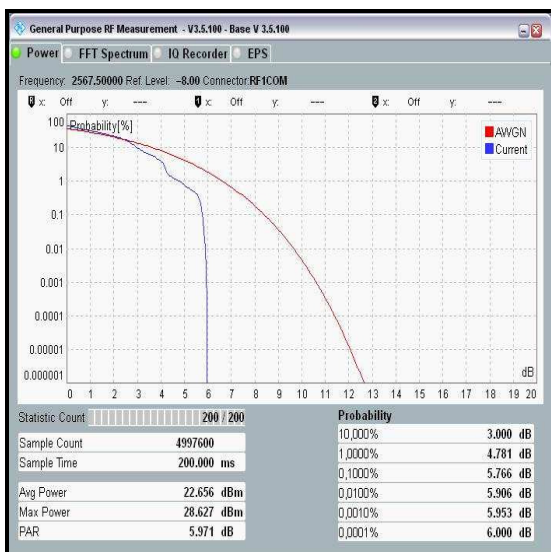 General Purpose RF Measurement - V3.5.100 - Base V 3.5.100
Power FFT Spectrum IQ Recorder EPS
Frequency: 2567.50000 Ref. Level: -8.00 Connector:RF1COM
0 x: Off y: --- 1 x: Off y: --- 2 x: Off y: ---
Probability[%]
AWGN
Current
100
10
1
0.1
0.01
0.001
0.0001
0.00001
0.000001
dB
0 1 2 3 4 5 6 7 8 9 10 11 12 13 14 15 16 17 18 19 20
Statistic Count 200 / 200
Sample Count 4997600
Sample Time 200.000 ms
Avg Power 22.656 dBm
Max Power 28.627 dBm
PAR 5.971 dB
Probability
10,000% 3.000 dB
1,0000% 4.781 dB
0,1000% 5.766 dB
0,0100% 5.906 dB
0,0010% 5.953 dB
0,0001% 6.000 dB